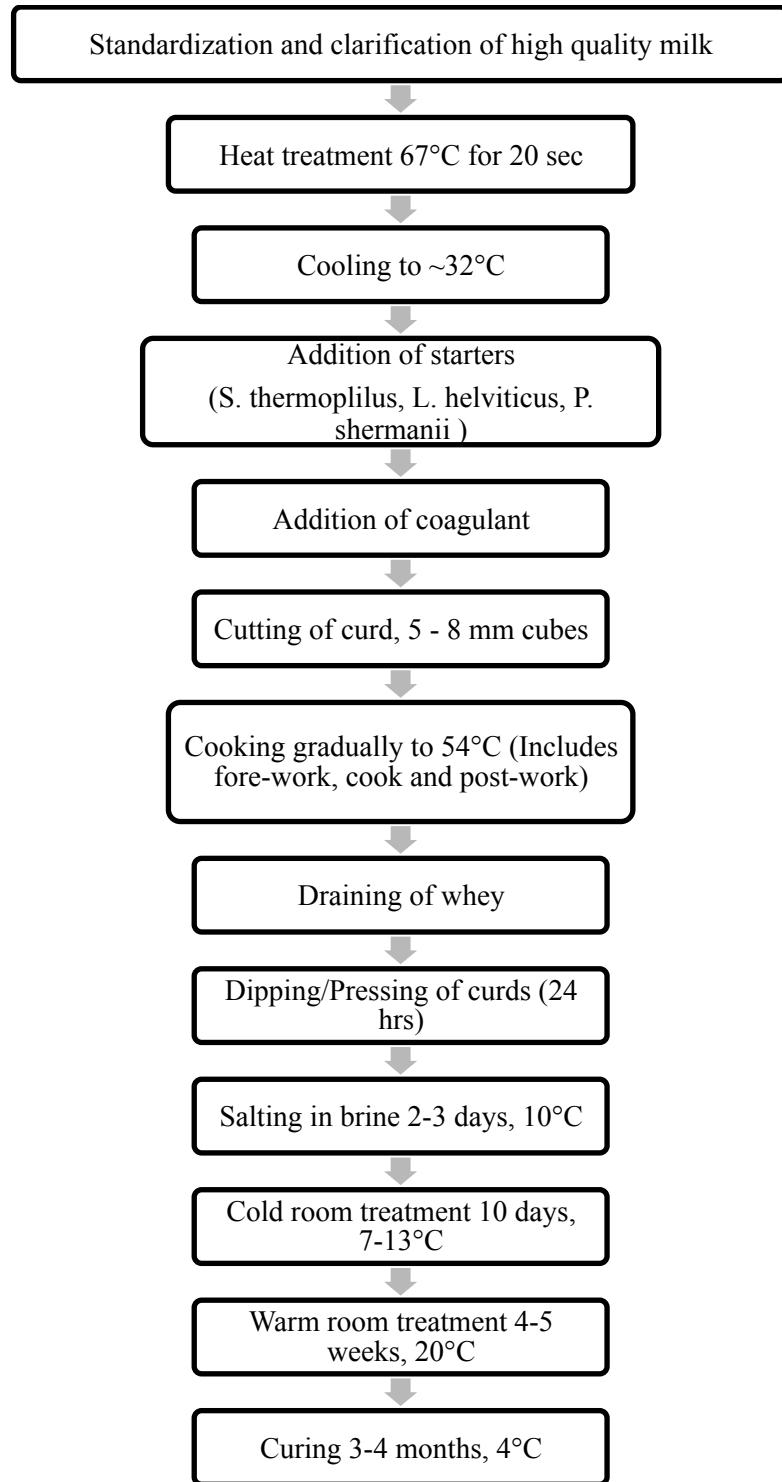 Standardization and clarification of high quality milk
Heat treatment 67°C for 20 sec
Cooling to ~32°C
Addition of starters
(S. thermoplilus, L. helviticus, P.
shermanii )
Addition of coagulant
Cutting of curd, 5 - 8 mm cubes
Cooking gradually to 54°C (Includes
fore-work, cook and post-work)
Draining of whey
Dipping/Pressing of curds (24
hrs)
Salting in brine 2-3 days, 10°C
Cold room treatment 10 days,
7-13°C
Warm room treatment 4-5
weeks, 20°C
Curing 3-4 months, 4°C